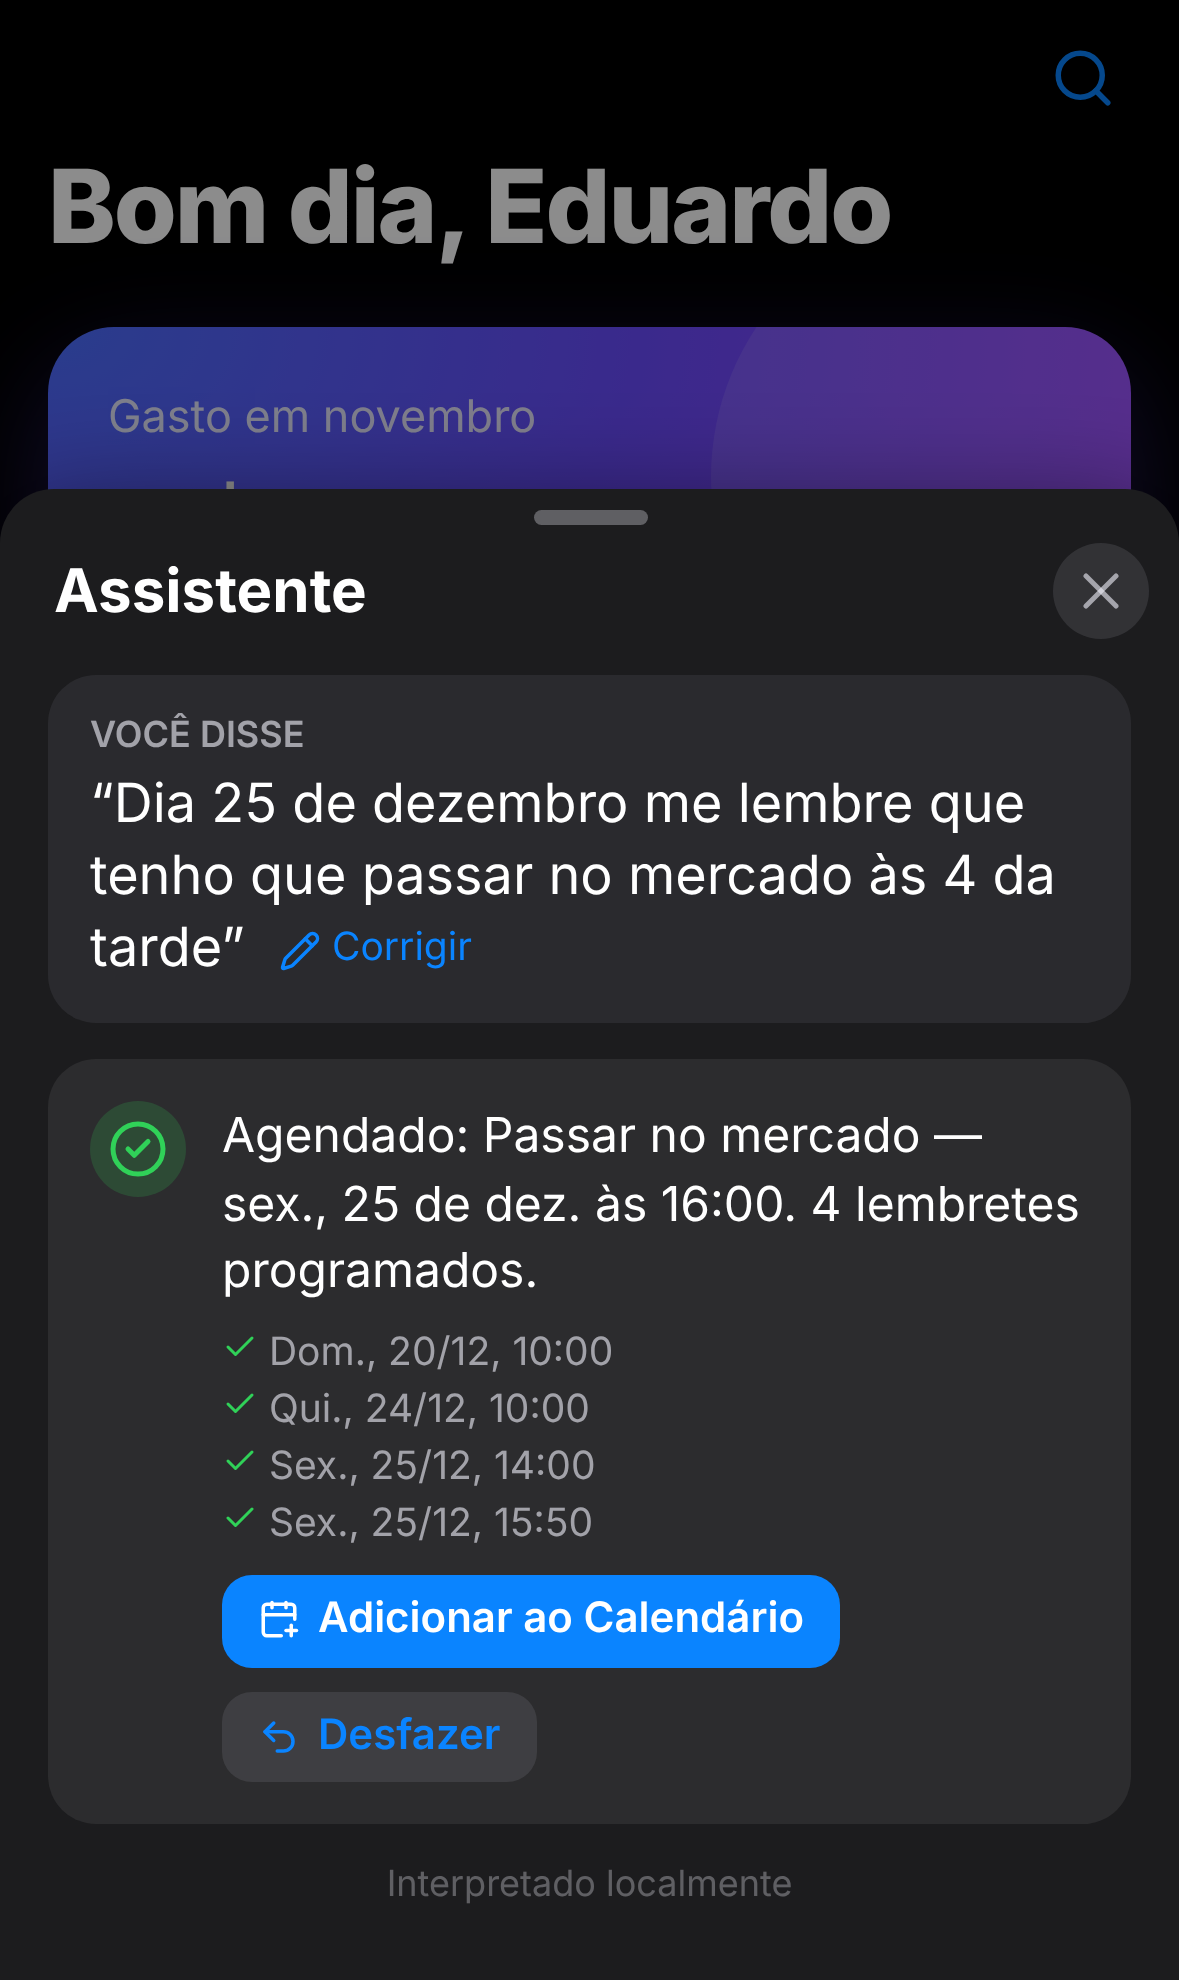 Bom dia, Eduardo
Gasto em novembro
Assistente
VOCÊ DISSE
“Dia 25 de dezembro me lembre que
tenho que passar no mercado às 4 da
tarde” Corrigir
Agendado: Passar no mercado —
sex., 25 de dez. às 16:00. 4 lembretes
programados.
Dom., 20/12, 10:00
Qui., 24/12, 10:00
Sex., 25/12, 14:00
Sex., 25/12, 15:50
Adicionar ao Calendário
Desfazer
Interpretado localmente